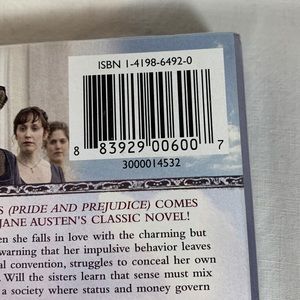 ISBN 1-4198-6492-0
8 83929 00600 7
3000014532
S (PRIDE AND PREJUDICE) COMES
JANE AUSTEN'S CLASSIC NOVEL!
en she falls in love with the charming but
warning that her impulsive behavior leaves
al convention, struggles to conceal her own
Will the sisters learn that sense must mix
a society where status and money govern